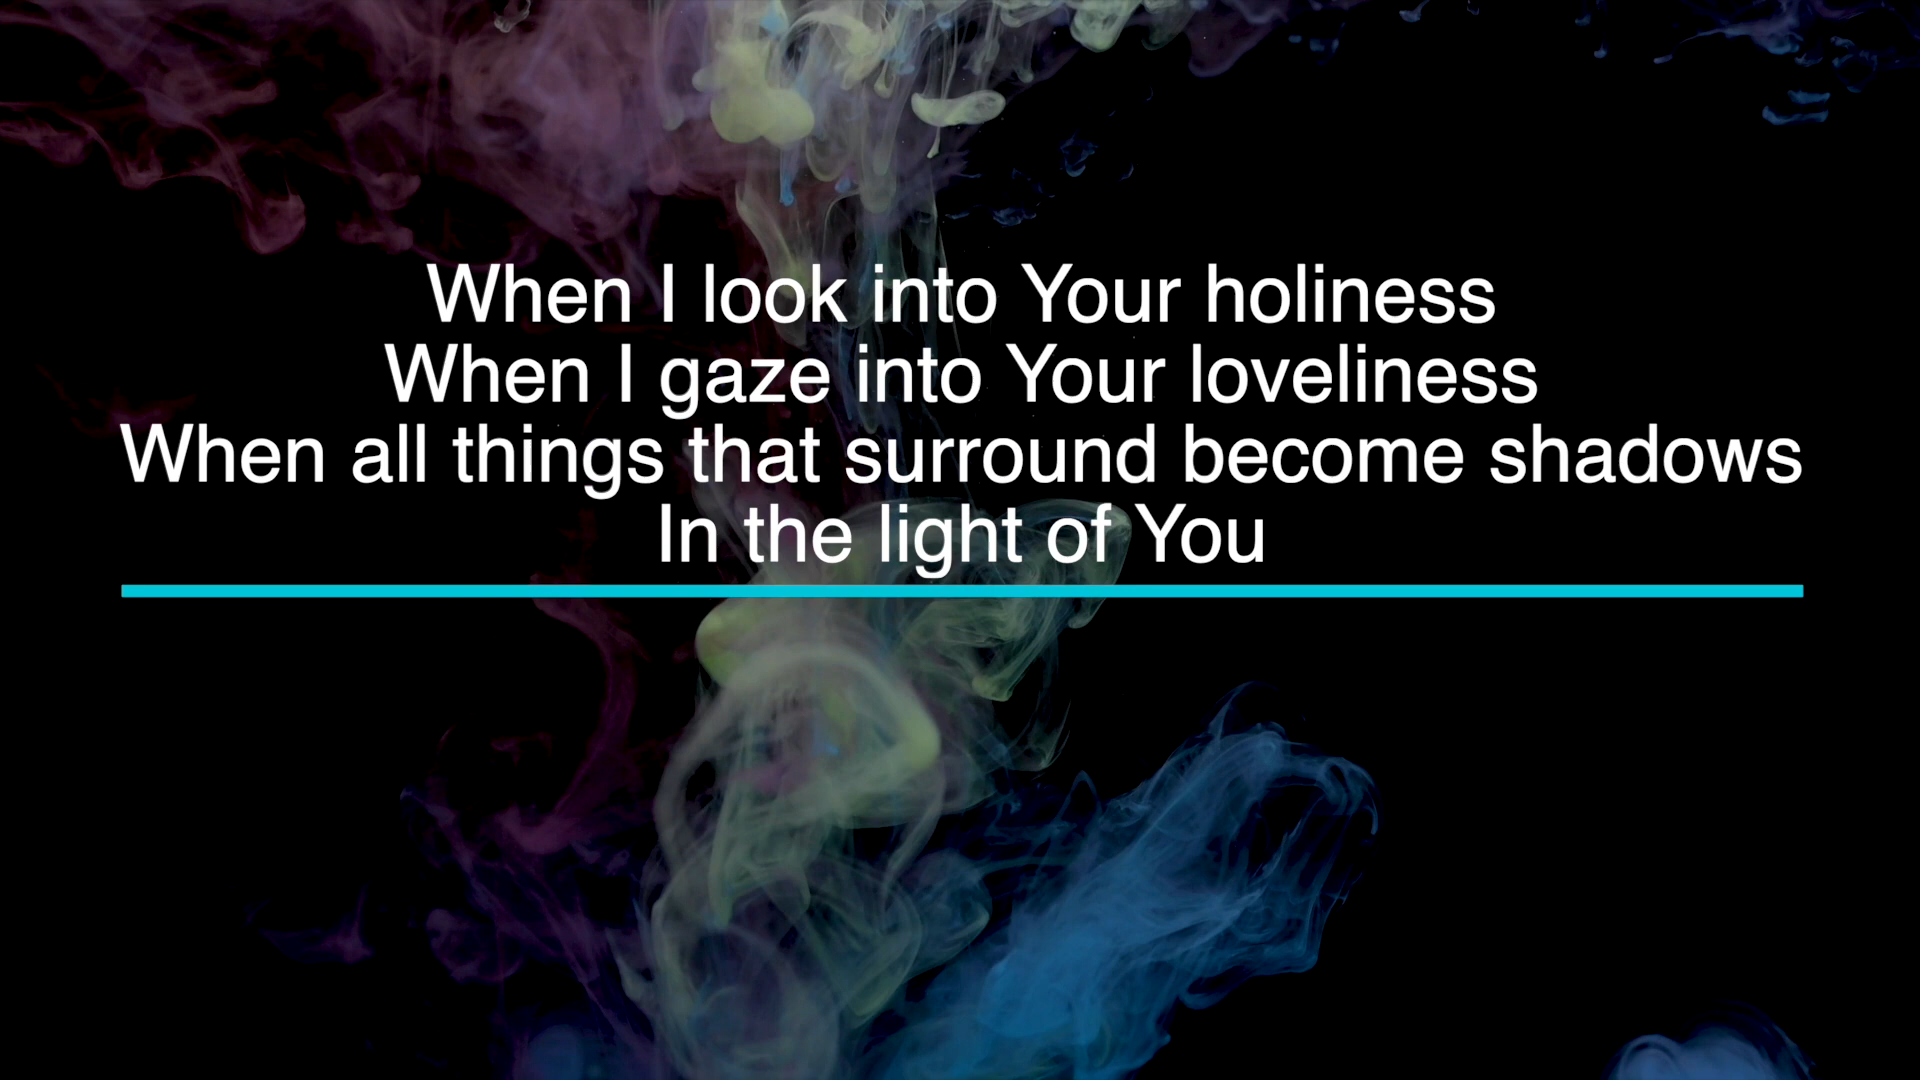 When I look into Your holiness
When I gaze into Your loveliness
When all things that surround become shadows
In the light of You